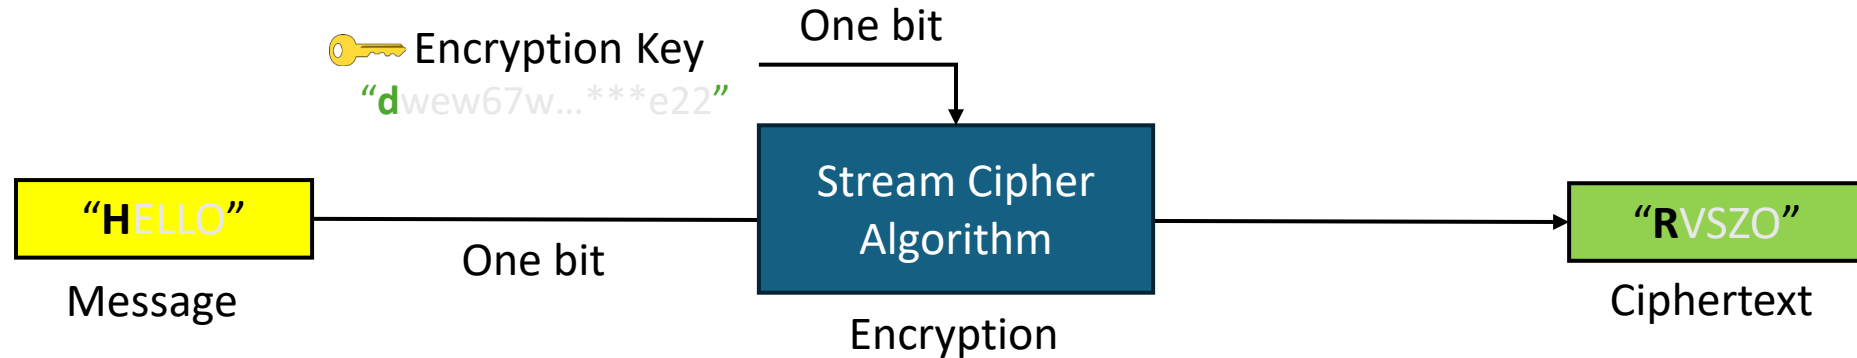 One bit
Encryption Key
“dwew67w...***e22”
Stream Cipher
Algorithm
“HELLO”
“RVSZO”
One bit
Message
Ciphertext
Encryption